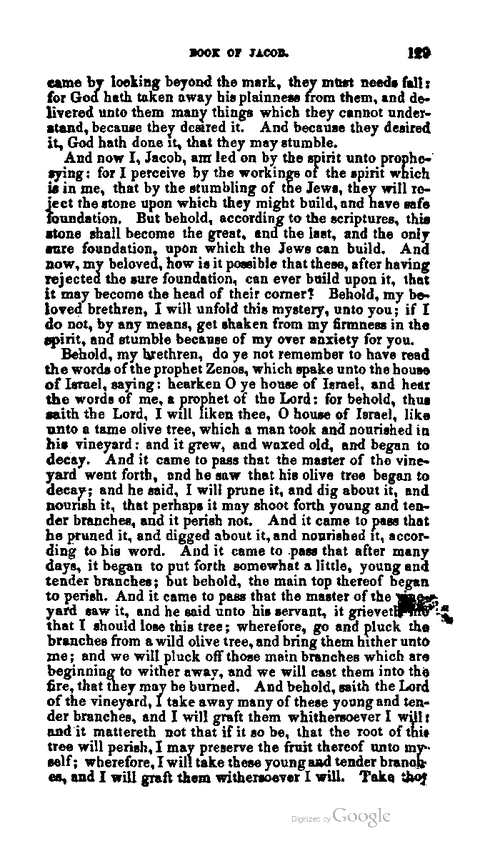 BOOK OF JACOB. 129
came by looking beyond the mark, they must needs fall:
for God hath taken away his plainness from them, and de-
livered unto them many things which they cannot under-
stand, because they desired it. And because they desired
it, God hath done it, that they may stumble.
And now I, Jacob, am led on by the spirit unto prophe-
sying: for I perceive by the workings of the spirit which
is in me, that by the stumbling of the Jews, they will re-
ject the stone upon which they might build, and have safe
foundation. But behold, according to the scriptures, this
stone shall become the great, and the last, and the only
sure foundation, upon which the Jews can build. And
now, my beloved, how is it possible that these, after having
rejected the sure foundation, can ever build upon it, that
it may become the head of their corner? Behold, my be-
loved brethren, I will unfold this mystery, unto you; if I
do not, by any means, get shaken from my firmness in the
spirit, and stumble because of my over anxiety for you.
Behold, my brethren, do ye not remember to have read
the words of the prophet Zenos, which spake unto the house
of Israel, saying: hearken O ye house of Israel, and hear
the words of me, a prophet of the Lord: for behold, thus
saith the Lord, I will liken thee, O house of Israel, like
unto a tame olive tree, which a man took and nourished in
his vineyard: and it grew, and waxed old, and began to
decay. And it came to pass that the master of the vine-
yard went forth, and he saw that his olive tree began to
decay; and he said, I will prune it, and dig about it, and
nourish it, that perhaps it may shoot forth young and ten-
der branches, and it perish not. And it came to pass that
he pruned it, and digged about it, and nourished it, accor-
ding to his word. And it came to pass that after many
days, it began to put forth somewhat a little, young and
tender branches; but behold, the main top thereof began
to perish. And it came to pass that the master of the
yard saw it, and he said unto his servant, it grieveth me
that I should lose this tree; wherefore, go and pluck the
branches from a wild olive tree, and bring them hither unto
me; and we will pluck off those main branches which are
beginning to wither away, and we will cast them into the
fire, that they may be burned. And behold, saith the Lord
of the vineyard, I take away many of these young and ten-
der branches, and I will graft them whithersoever I will:
and it mattereth not that if it so be, that the root of this
tree will perish, I may preserve the fruit thereof unto my-
self; wherefore, I will take these young and tender branch-
es, and I will graft them withersoever I will. Take thou
Digitized by Google